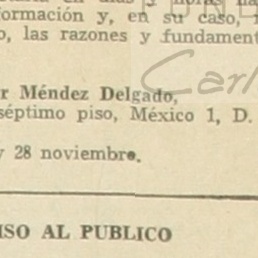 formación y, en su caso,
las razones y fundament
Carl
r Méndez Delgado,
séptimo piso, México 1, D.
y 28 noviembre.
ISO AL PUBLICO